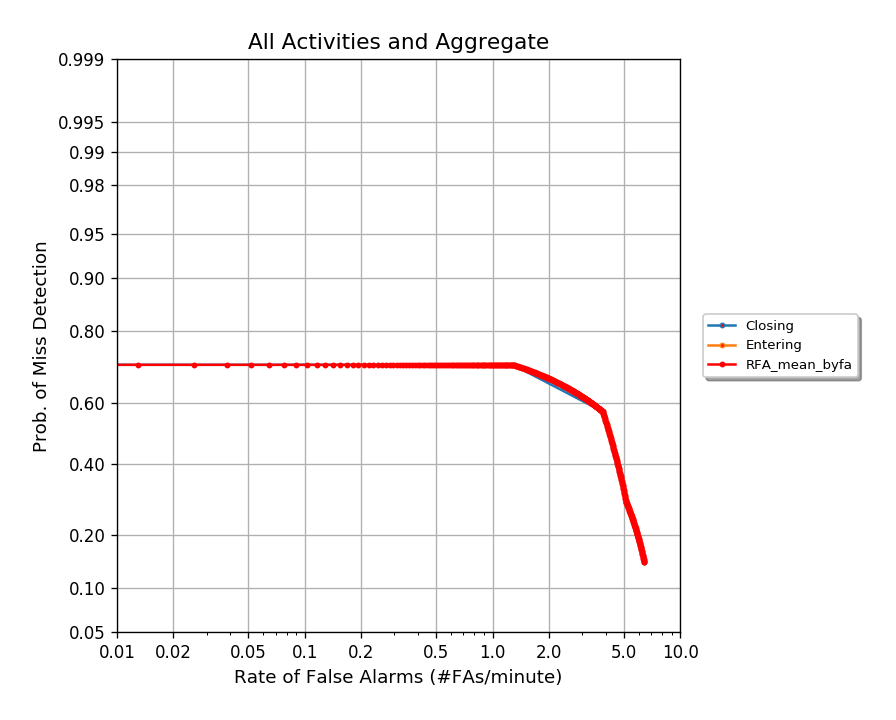 All Activities and Aggregate
0.999
0.995
0.99
0.98
0.95
0.90
0.80
0.60
0.40
0.20
0.10
0.05
Prob. of Miss Detection
0.01 0.02 0.05 0.1 0.2 0.5 1.0 2.0 5.0 10.0
Rate of False Alarms (#FAs/minute)
Closing
Entering
RFA_mean_byfa